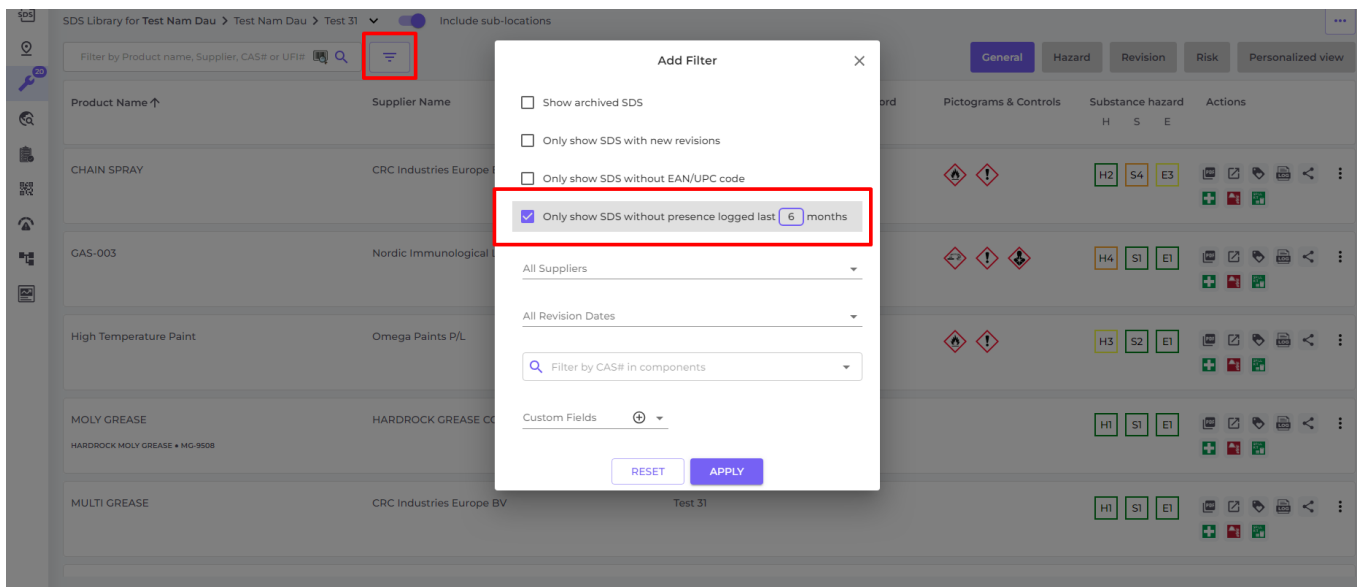 SDS
SDS Library for Test Nam Dau > Test Nam Dau > Test 31 Include sub-locations
20
Filter by Product name, Supplier, CAS# or UFI#
General Hazard Revision Risk Personalized view
Add Filter
Product Name Supplier Name ord Pictograms & Controls Substance hazard Actions
H S E
Show archived SDS
Only show SDS with new revisions
CHAIN SPRAY CRC Industries Europe H2 S4 E3
Only show SDS without EAN/UPC code
Only show SDS without presence logged last 6 months
GAS-003 Nordic Immunological H4 S1 E1
All Suppliers
All Revision Dates
High Temperature Paint Omega Paints P/L H3 S2 E1
Filter by CAS# in components
Custom Fields
MOLY GREASE HARDROCK GREASE CO H1 S1 E1
HARDROCK MOLY GREASE • MG-9508
RESET APPLY
MULTI GREASE CRC Industries Europe BV Test 31 H1 S1 E1